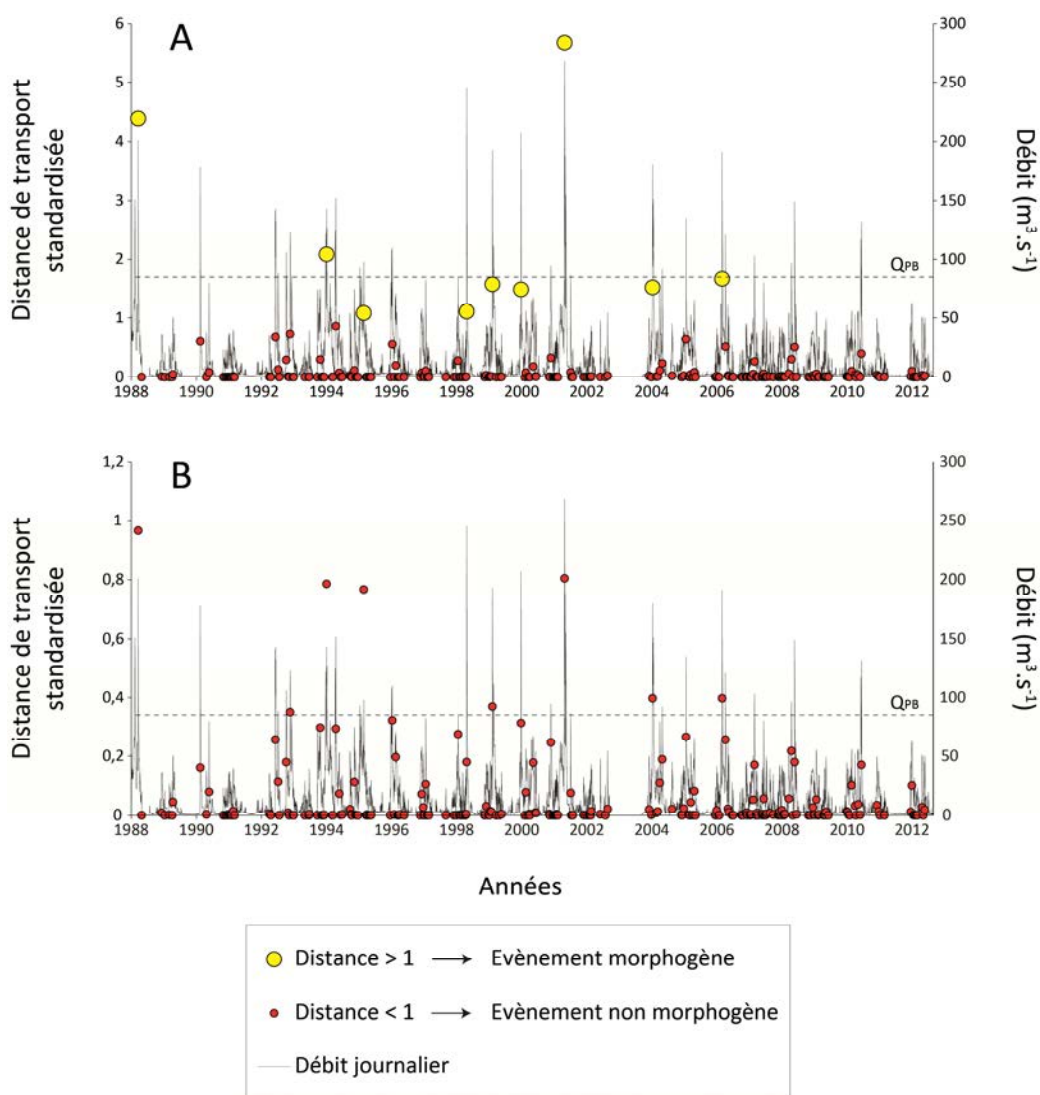 A
Distance de transport
standardisée
6
5
4
3
2
1
0
300
250
200
150
100
50
0
Débit (m³.s⁻¹)
QPB
1988 1990 1992 1994 1996 1998 2000 2002 2004 2006 2008 2010 2012
B
Distance de transport
standardisée
1,2
1
0,8
0,6
0,4
0,2
0
300
250
200
150
100
50
0
Débit (m³.s⁻¹)
QPB
1988 1990 1992 1994 1996 1998 2000 2002 2004 2006 2008 2010 2012
Années
Distance > 1 → Evènement morphogène
Distance < 1 → Evènement non morphogène
Débit journalier